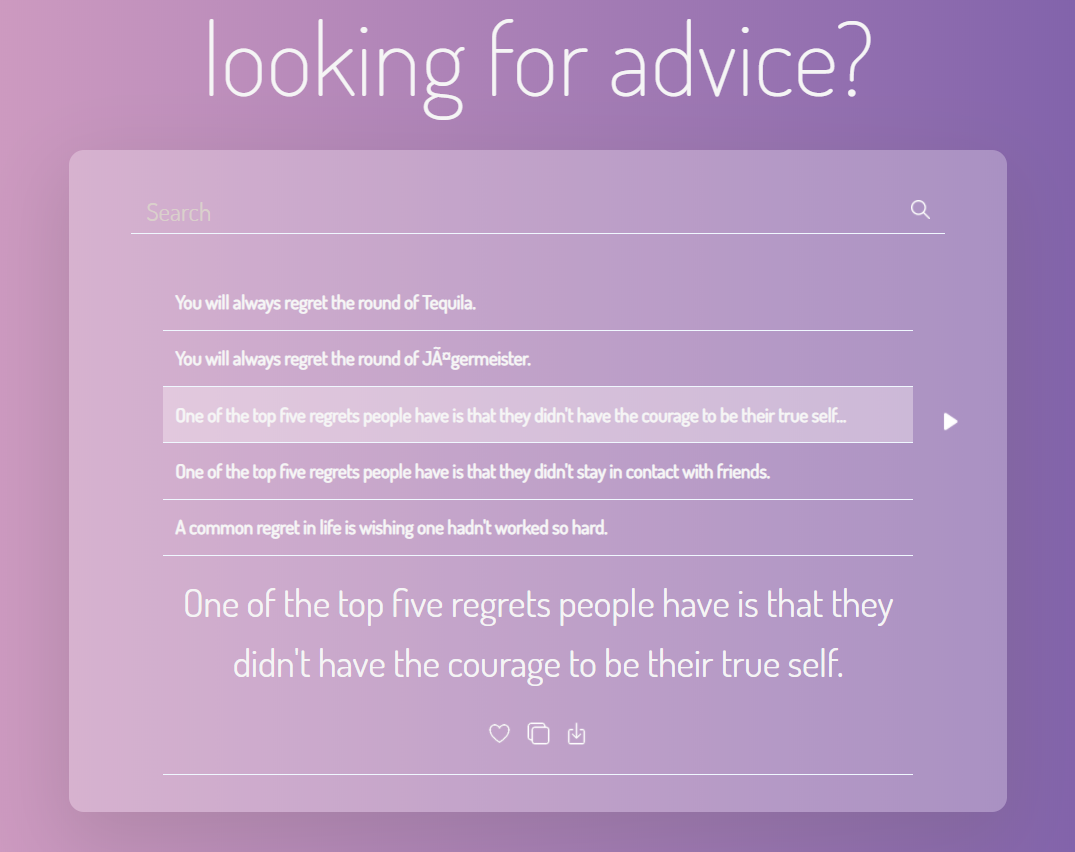 looking for advice?
Search
You will always regret the round of Tequila.
You will always regret the round of JÃ¤germeister.
One of the top five regrets people have is that they didn't have the courage to be their true self...
One of the top five regrets people have is that they didn't stay in contact with friends.
A common regret in life is wishing one hadn't worked so hard.
One of the top five regrets people have is that they
didn't have the courage to be their true self.